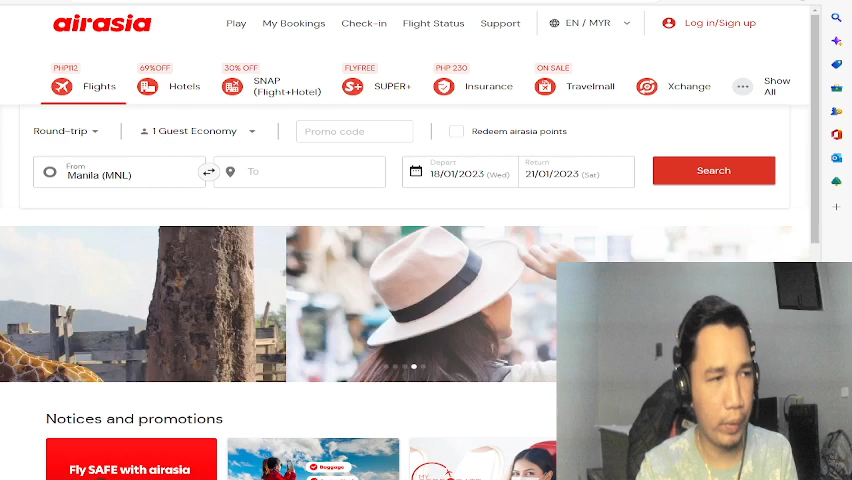 airasia
Play My Bookings Check-in Flight Status Support EN / MYR Log in/Sign up
PHP112 69%OFF 30% OFF FLYFREE PHP 230 ON SALE
Flights Hotels SNAP (Flight+Hotel) S+ SUPER+ Insurance Travelmall Xchange Show All
Round-trip 1 Guest Economy Promo code Redeem airasia points
From Depart Return
Manila (MNL) To 18/01/2023 (Wed) 21/01/2023 (Sat) Search
Notices and promotions
Fly SAFE with airasia
Baggage